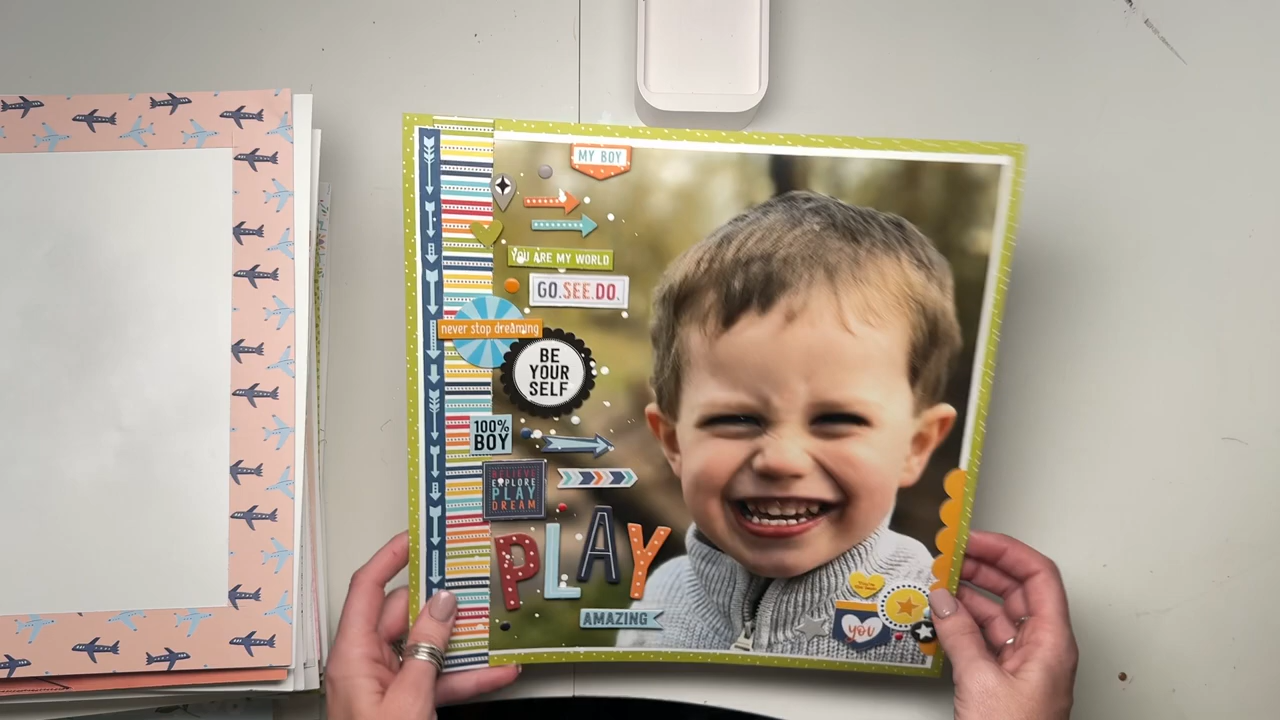 MY BOY
YOU ARE MY WORLD
GO.SEE.DO.
never stop dreaming
BE
YOUR
SELF
100%
BOY
BELIEVE
EXPLORE
PLAY
DREAM
PLAY
AMAZING
you